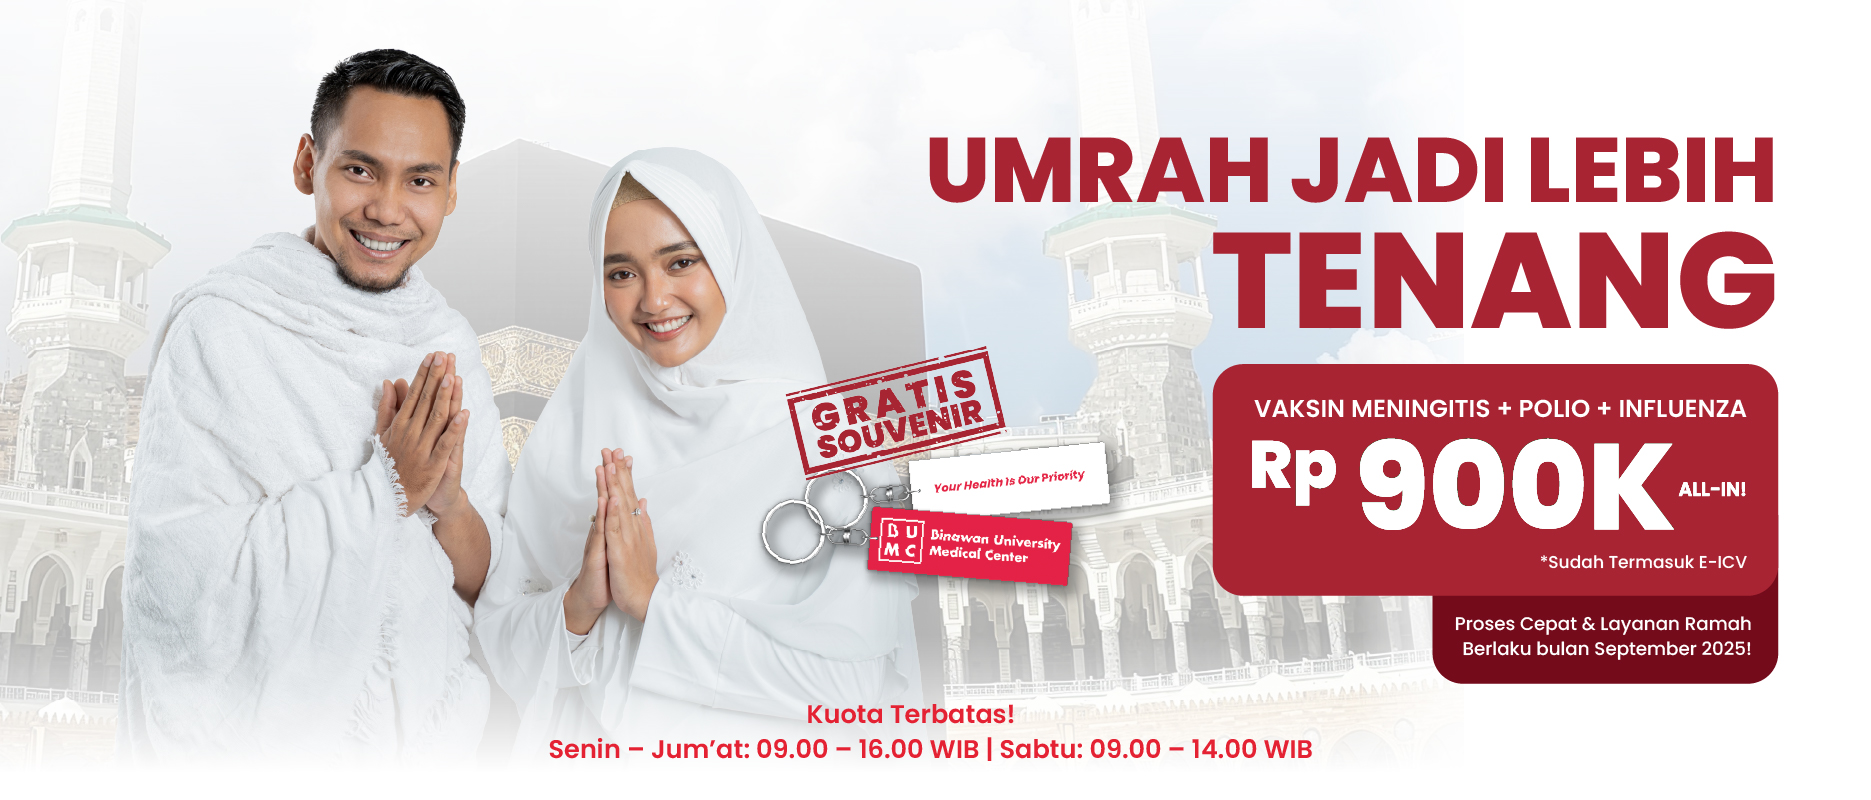 UMRAH JADI LEBIH
TENANG
VAKSIN MENINGITIS + POLIO + INFLUENZA
Rp 900K ALL-IN!
*Sudah Termasuk E-ICV
Proses Cepat & Layanan Ramah
Berlaku bulan September 2025!
GRATIS
SOUVENIR
Your Health Is Our Priority
BU
MC
Binawan University
Medical Center
Kuota Terbatas!
Senin – Jum’at: 09.00 – 16.00 WIB | Sabtu: 09.00 – 14.00 WIB